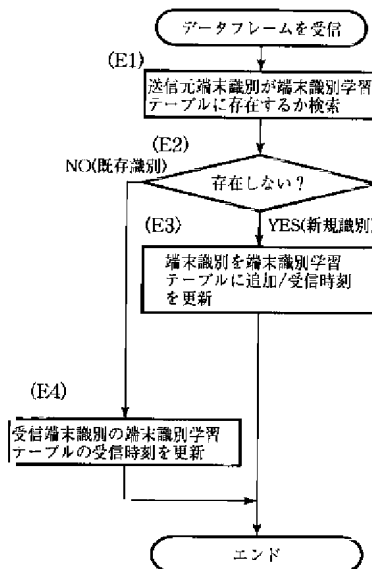 データフレームを受信
(E1)
送信元端末識別が端末識別学習
テーブルに存在するか検索
(E2)
NO(既存識別)
存在しない？
(E3)
YES(新規識別)
端末識別を端末識別学習
テーブルに追加/受信時刻
を更新
(E4)
受信端末識別の端末識別学習
テーブルの受信時刻を更新
エンド